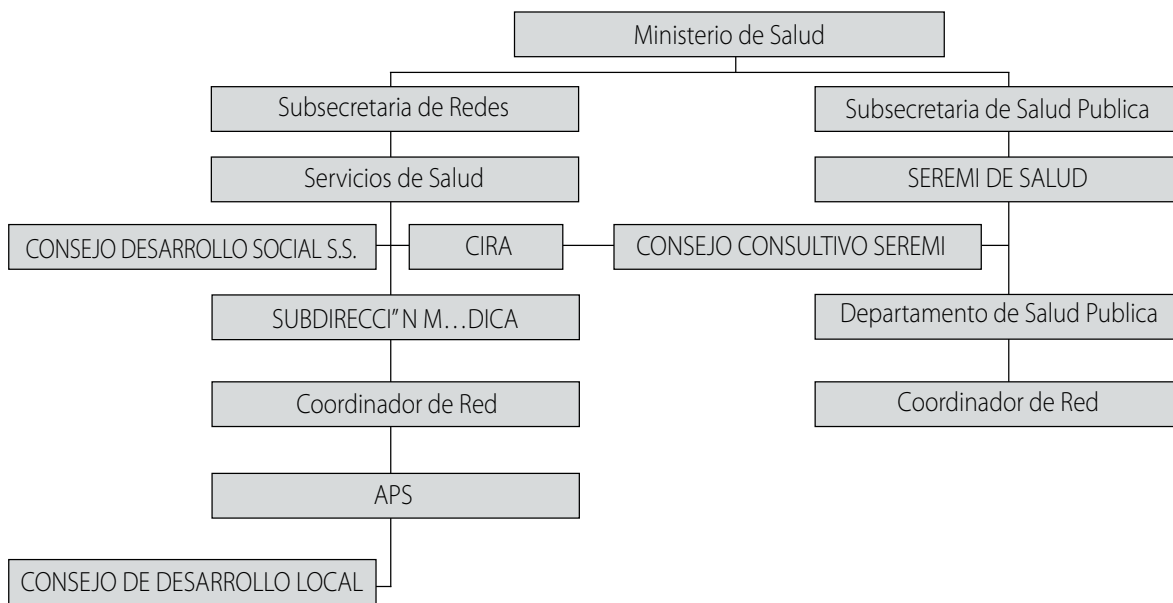 Ministerio de Salud
Subsecretaria de Redes
Subsecretaria de Salud Publica
Servicios de Salud
SEREMI DE SALUD
CONSEJO DESARROLLO SOCIAL S.S.
CIRA
CONSEJO CONSULTIVO SEREMI
SUBDIRECCI”N M…DICA
Departamento de Salud Publica
Coordinador de Red
Coordinador de Red
APS
CONSEJO DE DESARROLLO LOCAL